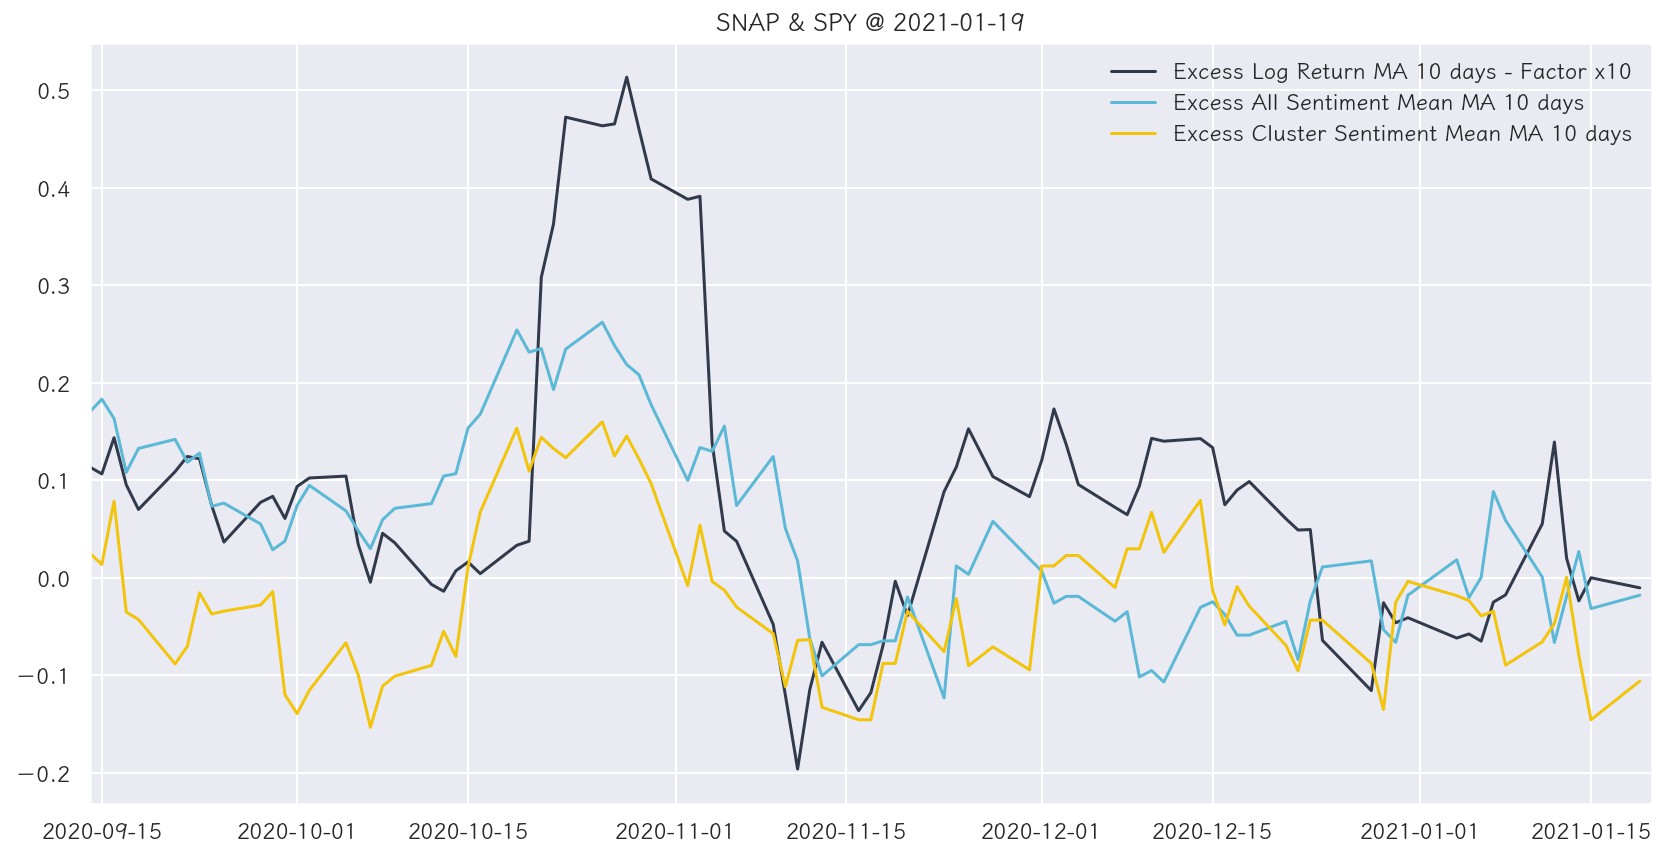 SNAP & SPY @ 2021-01-19
Excess Log Return MA 10 days - Factor x10
Excess All Sentiment Mean MA 10 days
Excess Cluster Sentiment Mean MA 10 days
0.5
0.4
0.3
0.2
0.1
0.0
−0.1
−0.2
2020-09-15 2020-10-01 2020-10-15 2020-11-01 2020-11-15 2020-12-01 2020-12-15 2021-01-01 2021-01-15